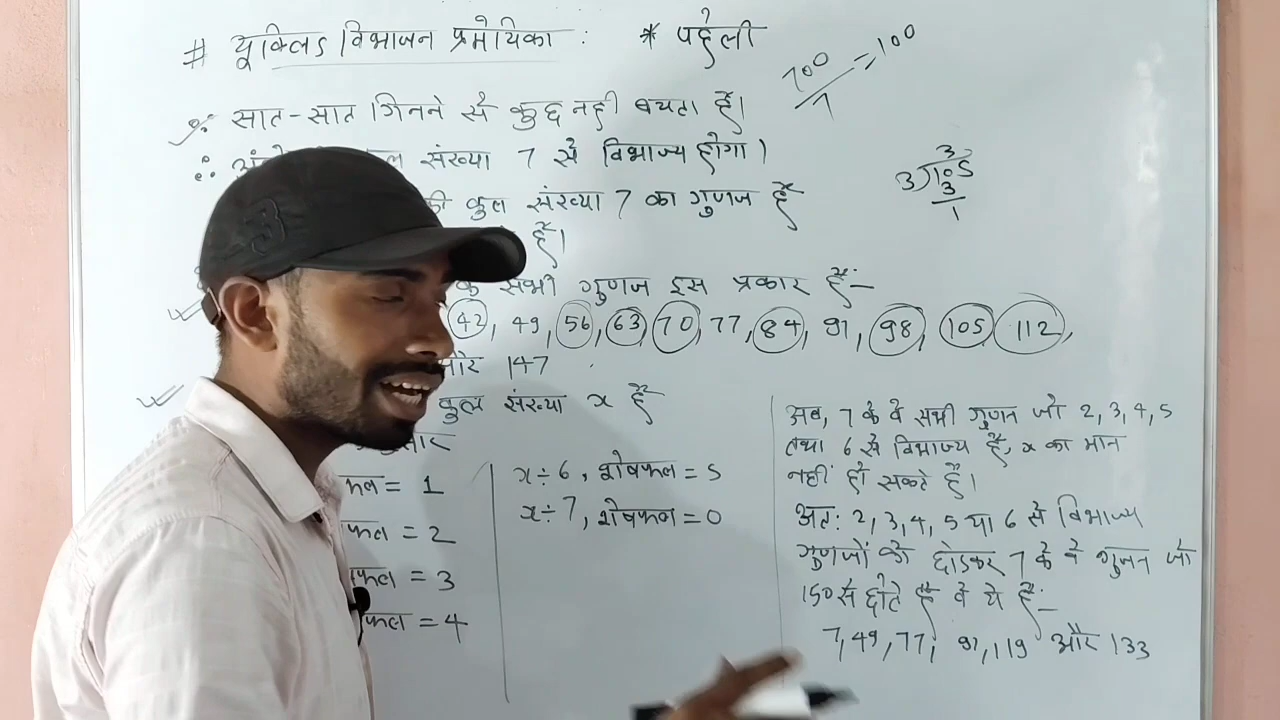 # यूक्लिड विभाजन प्रमेयिका : * पहेली
700/7 = 100
सात-सात गिनने से कुछ नही बचता है।
∴ संख्या 7 से विभाज्य होगा।
की कुल संख्या 7 का गुणज है
है।
3
3)105
3
1
के सभी गुणज इस प्रकार हैं:-
42, 49, 56, 63, 70, 77, 84, 91, 98, 105, 112,
और 147
कुल संख्या x है
फल = 1
फल = 2
फल = 3
फल = 4
x ÷ 6, शेषफल = 5
x ÷ 7, शेषफल = 0
अब, 7 के वे सभी गुणज जो 2, 3, 4, 5
तथा 6 से विभाज्य हैं, x का मान
नहीं हो सकते हैं।
अत: 2, 3, 4, 5 या 6 से विभाज्य
गुणजों को छोडकर 7 के वे गुणज जो
150 से छोटे हैं वे ये हैं:-
7, 49, 77, 91, 119 और 133